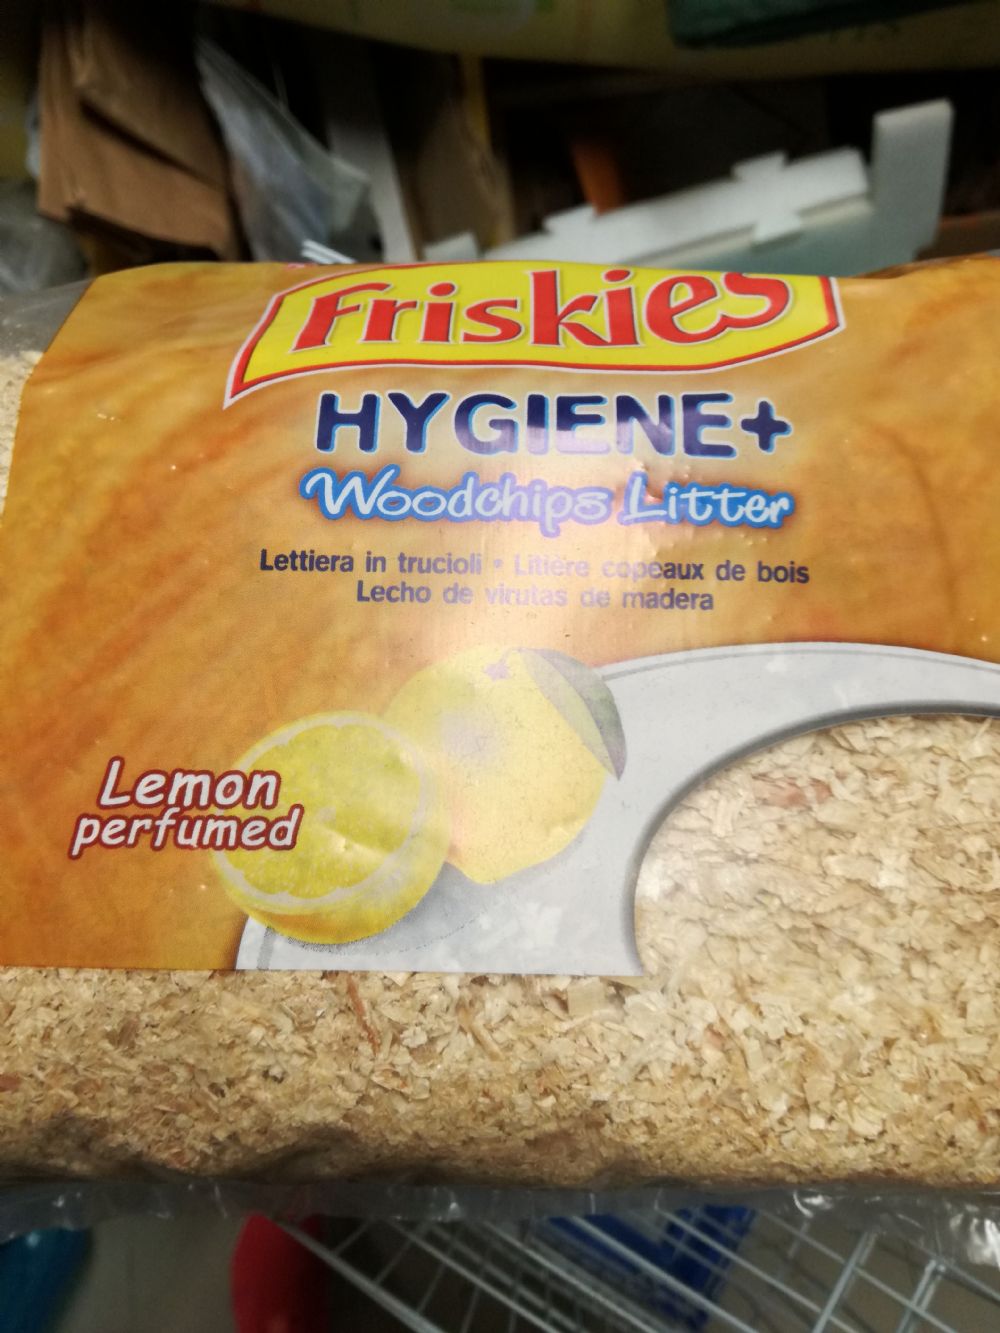 Friskies
HYGIENE+
Woodchips Litter
Lettiera in trucioli • Litière copeaux de bois
Lecho de virutas de madera
Lemon
perfumed